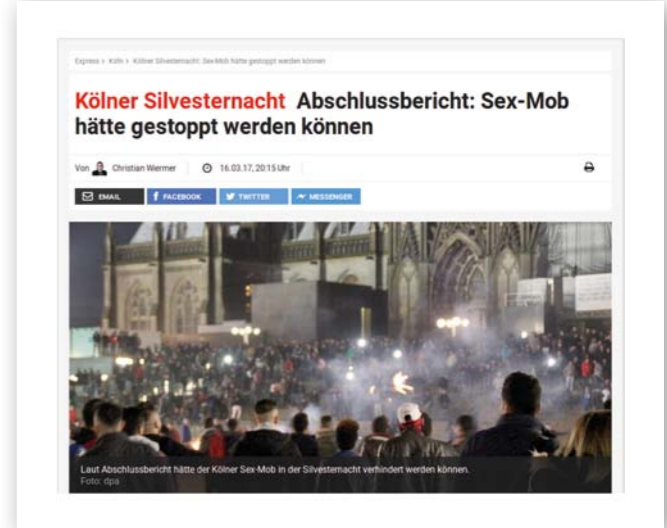 Express > Köln > Kölner Silvesternacht: Sex-Mob hätte gestoppt werden können
Kölner Silvesternacht Abschlussbericht: Sex-Mob
hätte gestoppt werden können
Von Christian Wiermer 16.03.17, 20:15 Uhr
EMAIL FACEBOOK TWITTER MESSENGER
Laut Abschlussbericht hätte der Kölner Sex-Mob in der Silvesternacht verhindert werden können.
Foto: dpa